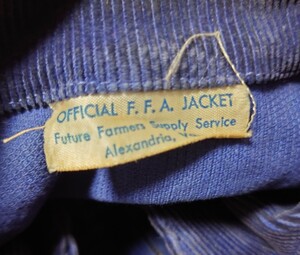 OFFICIAL F. F. A. JACKET
Future Farmers Supply Service
Alexandria,